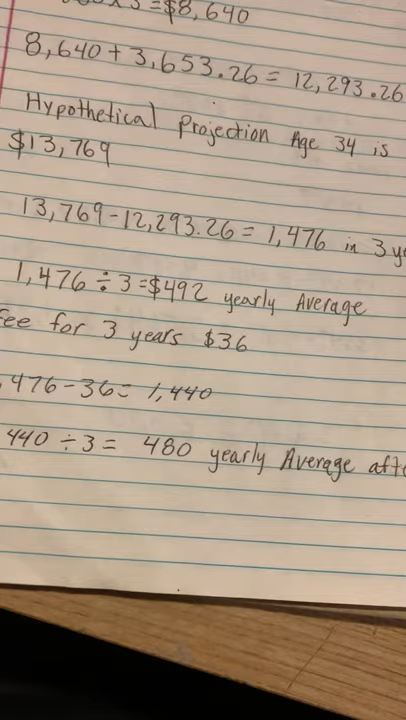 x 3 = $8,640
8,640 + 3,653.26 = 12,293.26
Hypothetical Projection Age 34 is
$13,769
13,769 - 12,293.26 = 1,476 in 3 y
1,476 ÷ 3 = $492 yearly Average
Fee for 3 years $36
,476 - 36 = 1,440
440 ÷ 3 = 480 yearly Average aft